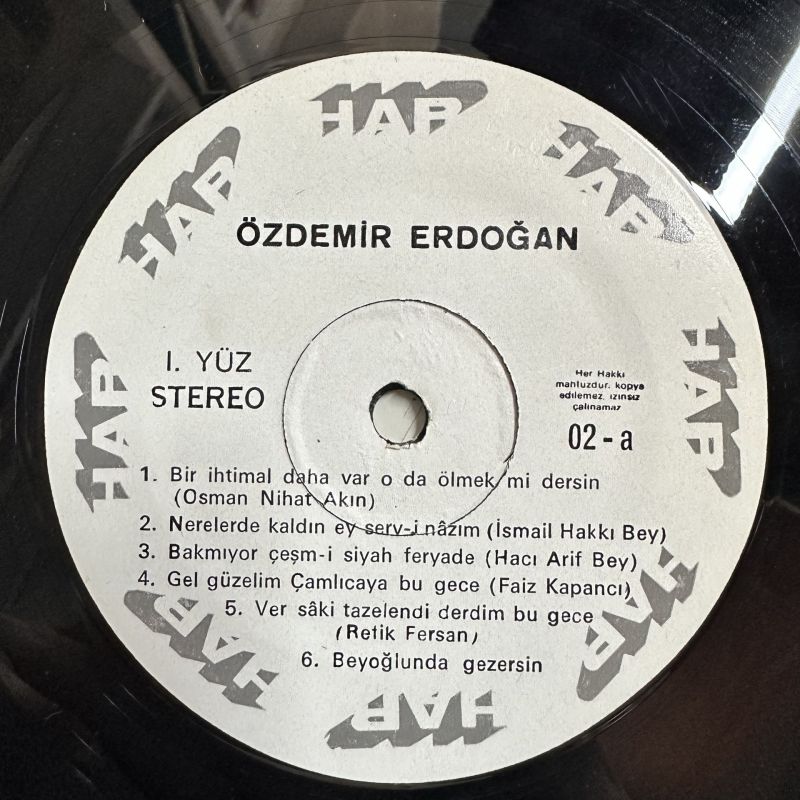 HAP
HAP
HAP
ÖZDEMİR ERDOĞAN
I. YÜZ
STEREO
Her Hakkı
mahfuzdur. kopya
edilemez, izinsiz
çalınamaz
02-a
HAP
HAP
1. Bir ihtimal daha var o da ölmek mi dersin
(Osman Nihat Akın)
2. Nerelerde kaldın ey serv-i nâzım (İsmail Hakkı Bey)
3. Bakmıyor çeşm-i siyah feryade (Hacı Arif Bey)
4. Gel güzelim Çamlıcaya bu gece (Faiz Kapancı)
5. Ver sâki tazelendi derdim bu gece
(Refik Fersan)
6. Beyoğlunda gezersin
HAP
HAP
HAP